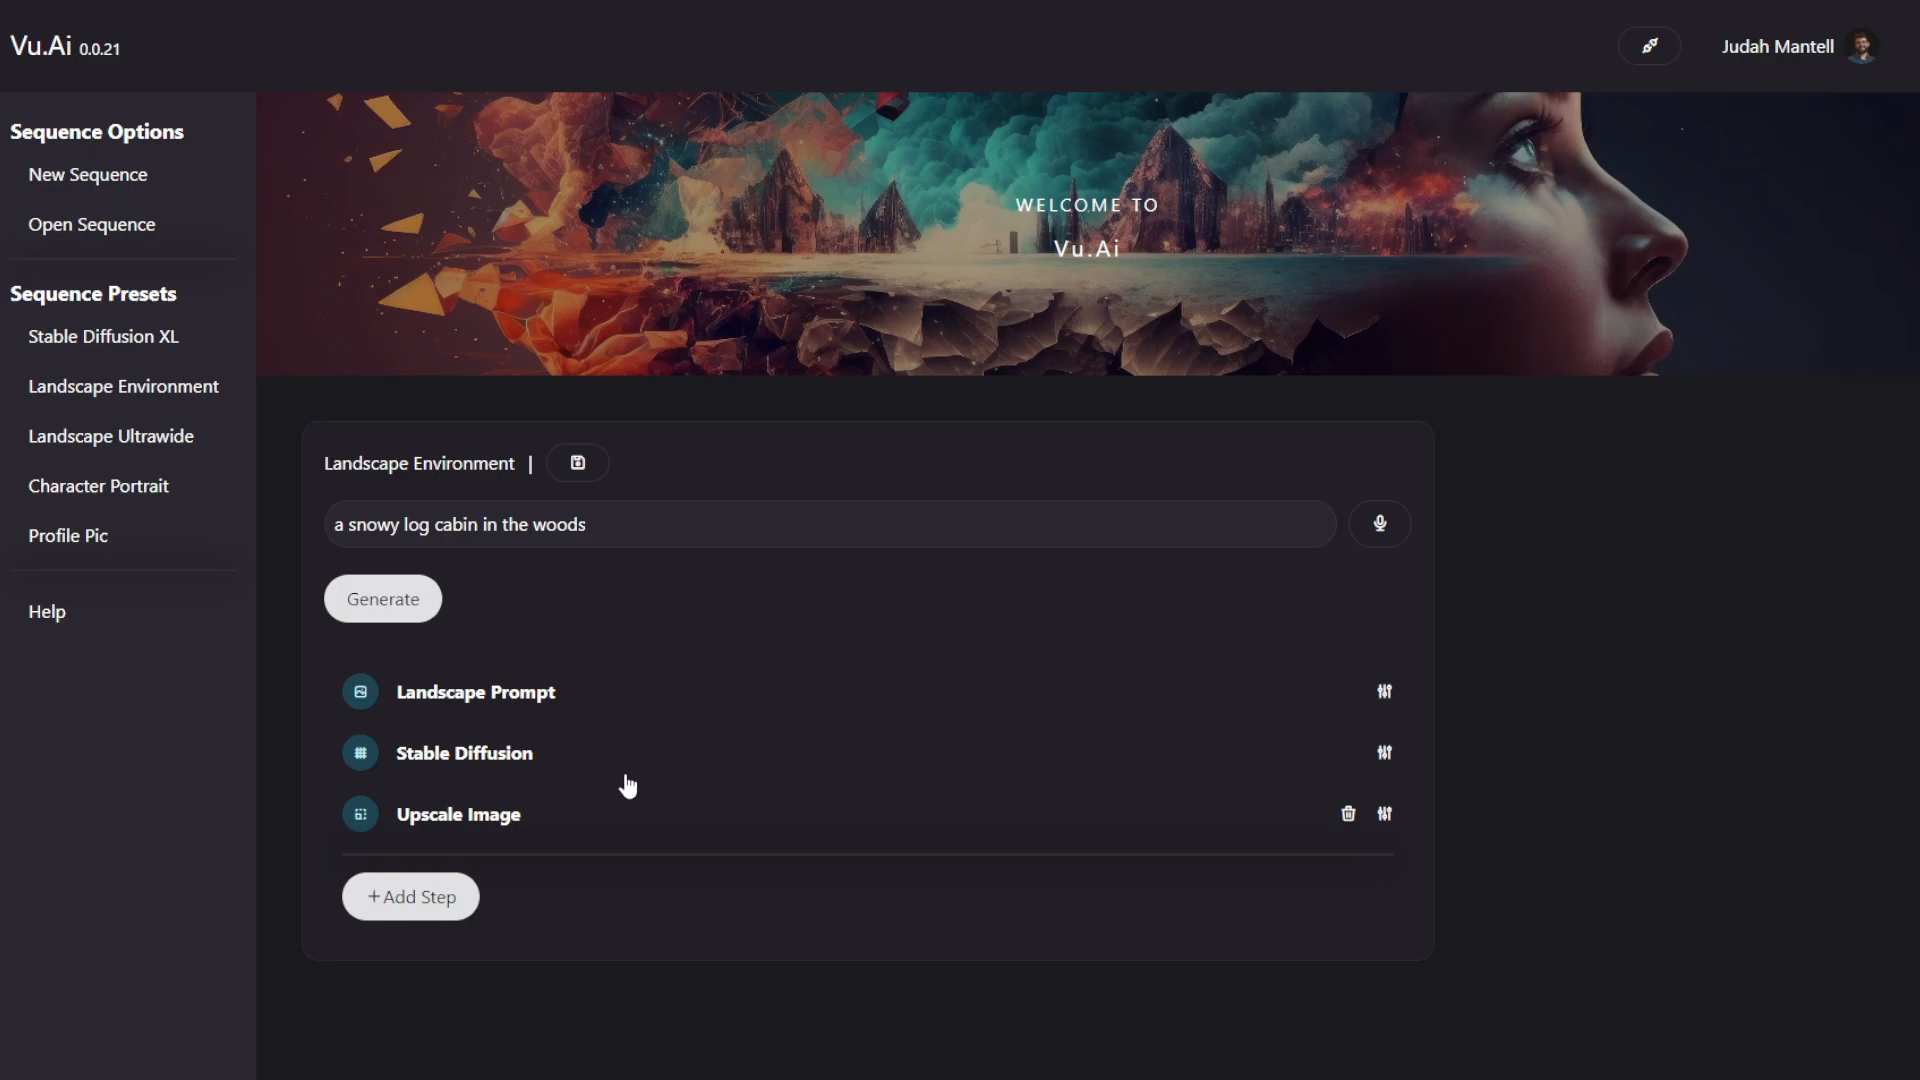 Vu.Ai 0.0.21
Judah Mantell
Sequence Options
New Sequence
Open Sequence
Sequence Presets
Stable Diffusion XL
Landscape Environment
Landscape Ultrawide
Character Portrait
Profile Pic
Help
WELCOME TO
Vu.Ai
Landscape Environment |
a snowy log cabin in the woods
Generate
Landscape Prompt
Stable Diffusion
Upscale Image
+ Add Step